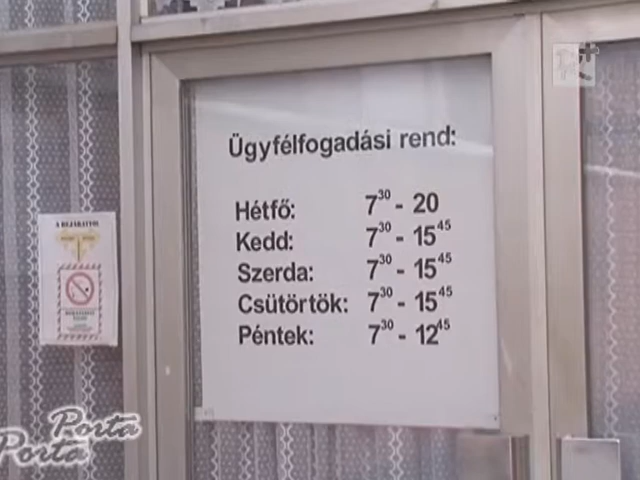 Ügyfélfogadási rend:
Hétfő: 7³⁰ - 20
Kedd: 7³⁰ - 15⁴⁵
Szerda: 7³⁰ - 15⁴⁵
Csütörtök: 7³⁰ - 15⁴⁵
Péntek: 7³⁰ - 12⁴⁵
A BEJÁRATTÓL
Porta
Porta